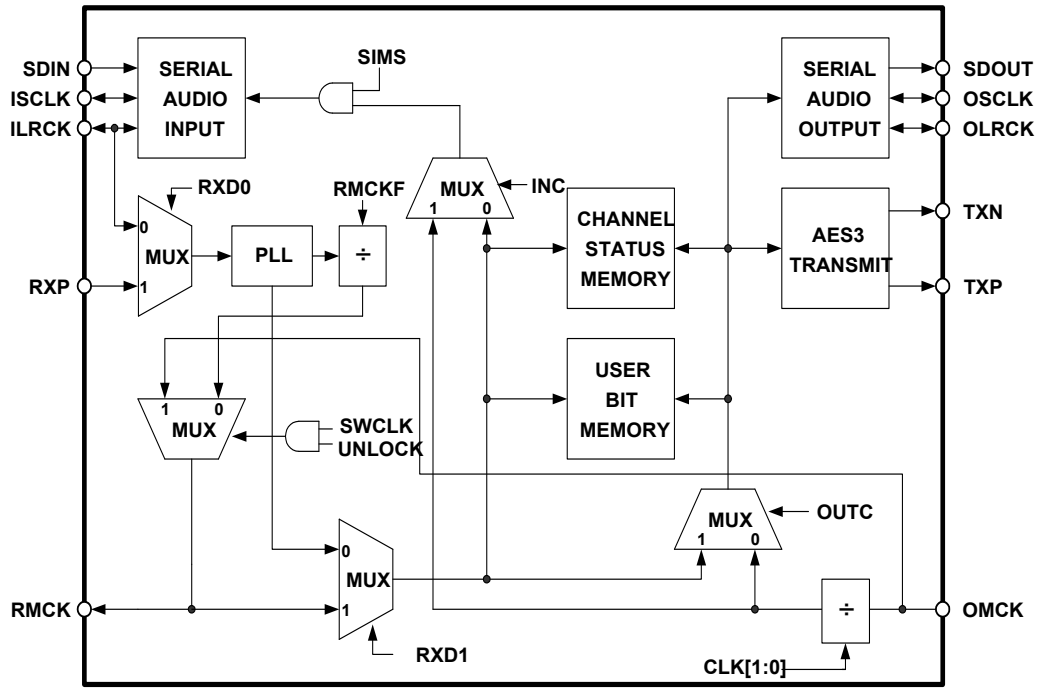 SDIN
ISCLK
ILRCK
SERIAL
AUDIO
INPUT
SIMS
SERIAL
AUDIO
OUTPUT
SDOUT
OSCLK
OLRCK
RXD0
0
MUX
1
RXP
PLL
RMCKF
÷
MUX
1 0
INC
CHANNEL
STATUS
MEMORY
AES3
TRANSMIT
TXN
TXP
1 0
MUX
SWCLK
UNLOCK
USER
BIT
MEMORY
MUX
1 0
OUTC
0
MUX
1
RXD1
RMCK
÷
OMCK
CLK[1:0]